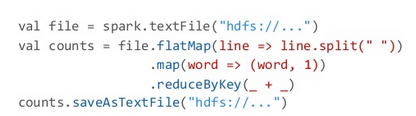 val file = spark.textFile("hdfs://...")
val counts = file.flatMap(line => line.split(" "))
.map(word => (word, 1))
.reduceByKey(_ + _)
counts.saveAsTextFile("hdfs://...")